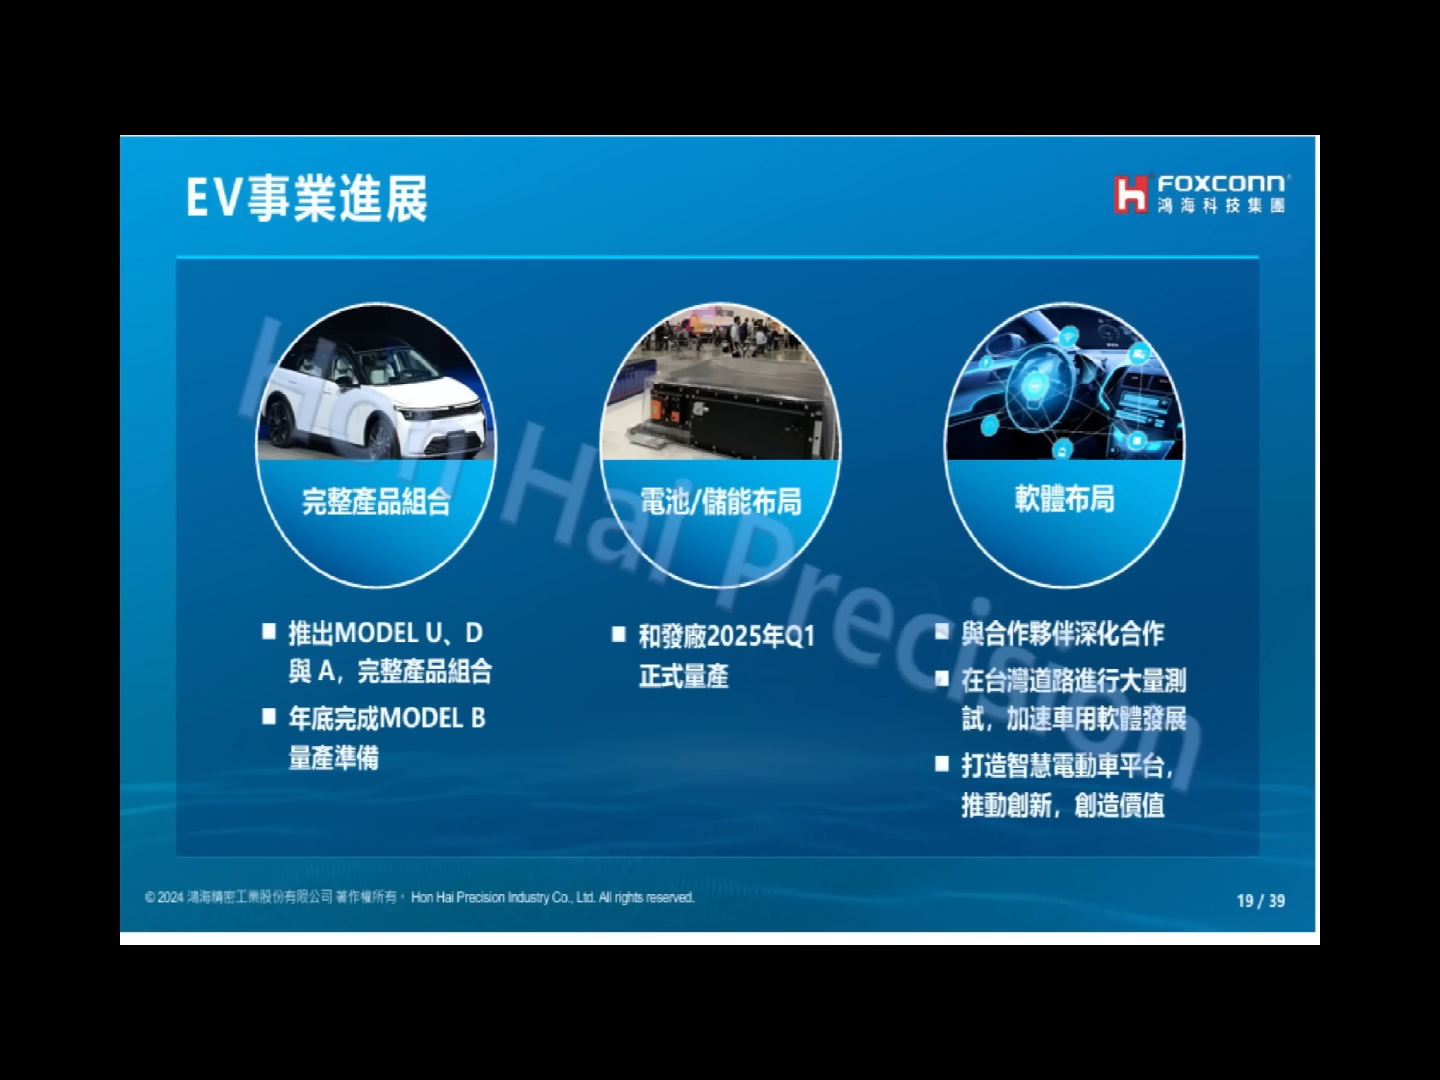 EV事業進展
FOXCONN
鴻海科技集團
完整產品組合
推出MODEL U、D
與 A，完整產品組合
年底完成MODEL B
量產準備
電池/儲能布局
和發廠2025年Q1
正式量產
軟體布局
與合作夥伴深化合作
在台灣道路進行大量測
試，加速車用軟體發展
打造智慧電動車平台，
推動創新，創造價值
Hon Hai Precision
© 2024 鴻海精密工業股份有限公司 著作權所有， Hon Hai Precision Industry Co., Ltd. All rights reserved.
19 / 39